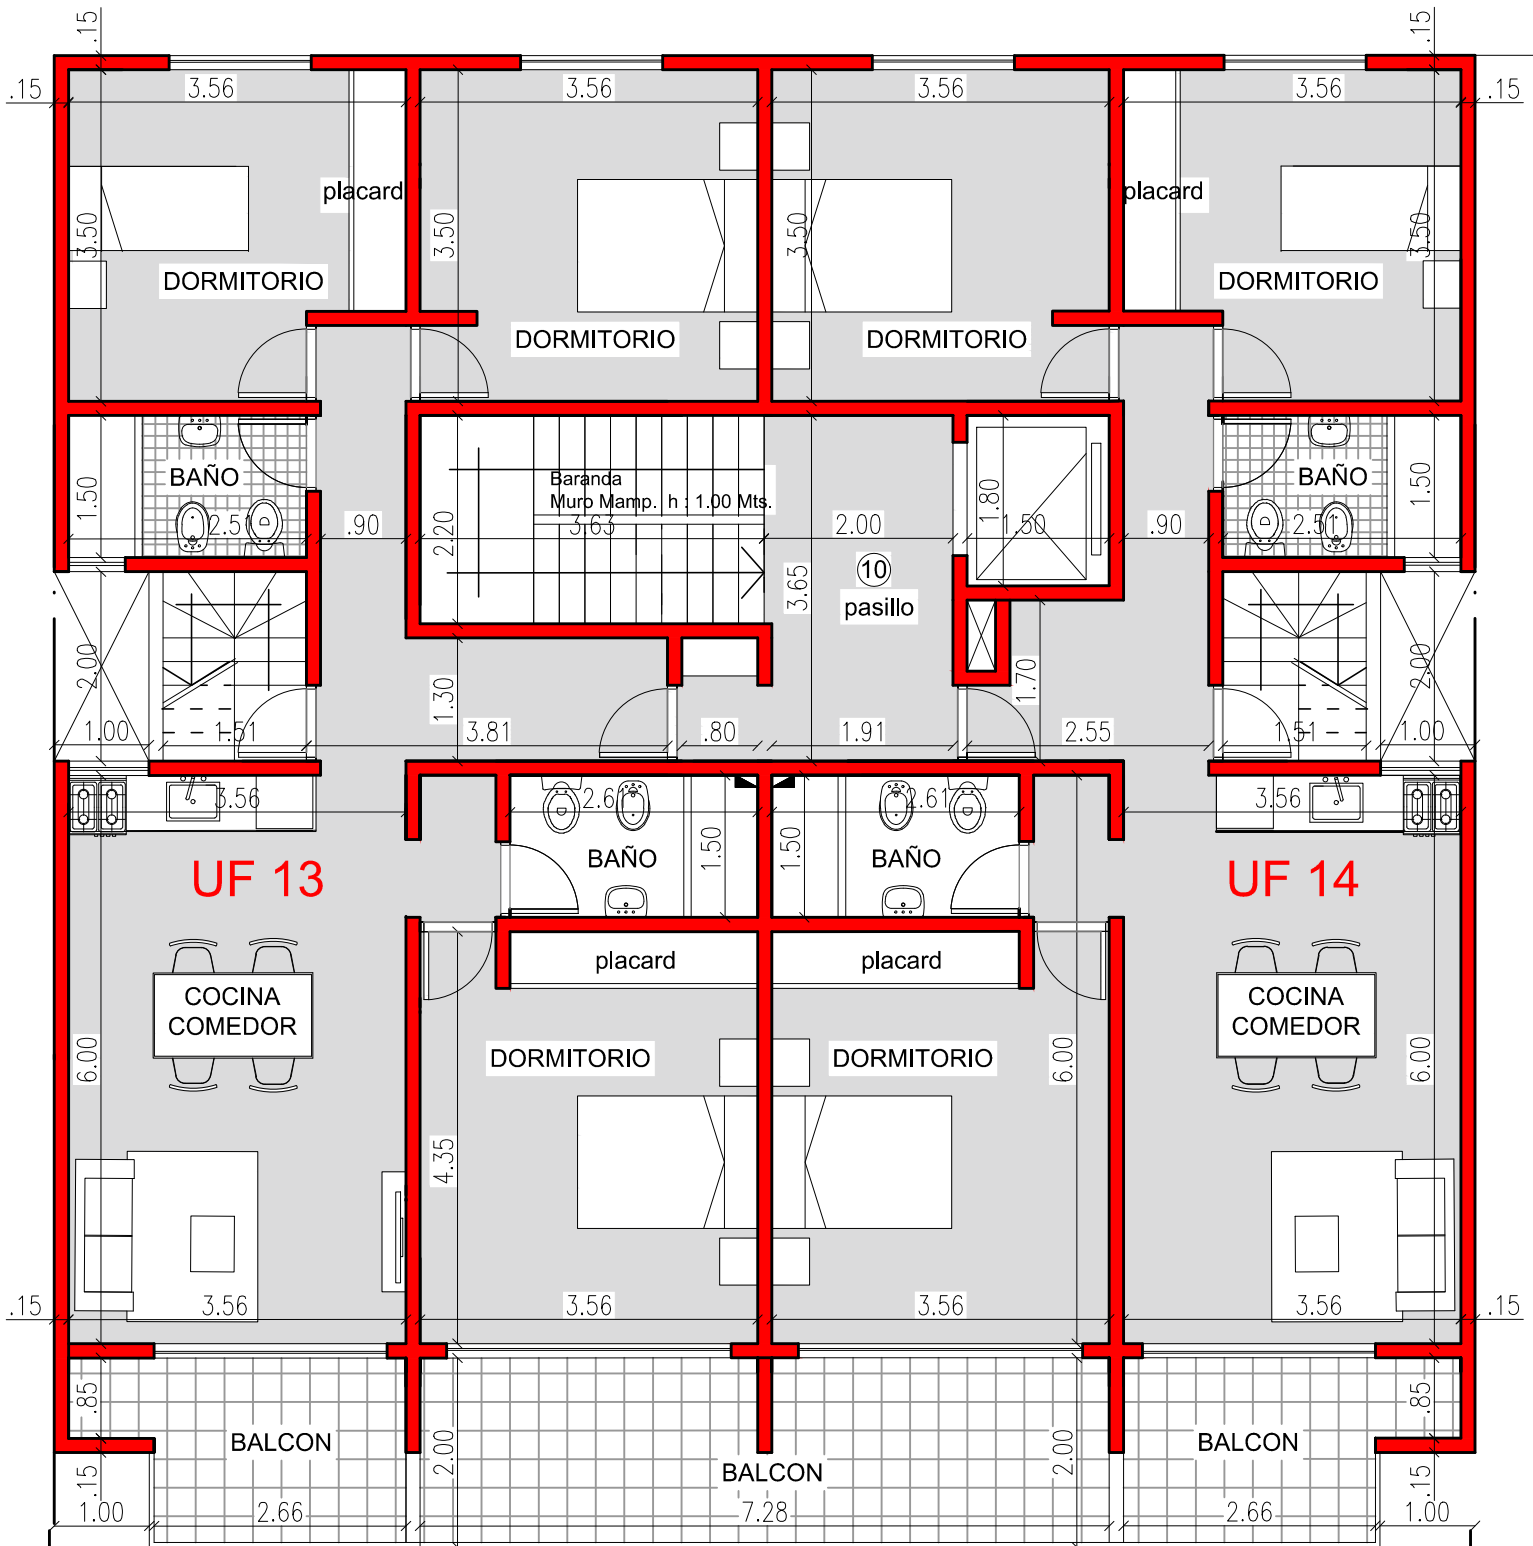 .15
.15
.15
3.56
3.56
3.56
3.56
.15
placard
placard
3.50
3.50
3.50
3.50
DORMITORIO
DORMITORIO
DORMITORIO
DORMITORIO
BAÑO
Baranda
Muro Mamp. h : 1.00 Mts.
BAÑO
1.50
2.51
.90
2.20
3.63
2.00
1.80
1.50
.90
2.51
1.50
10
pasillo
3.65
2.00
1.30
1.70
2.00
1.00
1.51
3.81
.80
1.91
2.55
1.51
1.00
3.56
2.61
2.61
3.56
BAÑO
BAÑO
1.50
1.50
UF 13
UF 14
placard
placard
COCINA
COMEDOR
COCINA
COMEDOR
DORMITORIO
DORMITORIO
6.00
6.00
6.00
4.35
.15
3.56
3.56
3.56
3.56
.15
.85
.85
BALCON
BALCON
BALCON
2.00
2.00
.15
.15
1.00
2.66
7.28
2.66
1.00